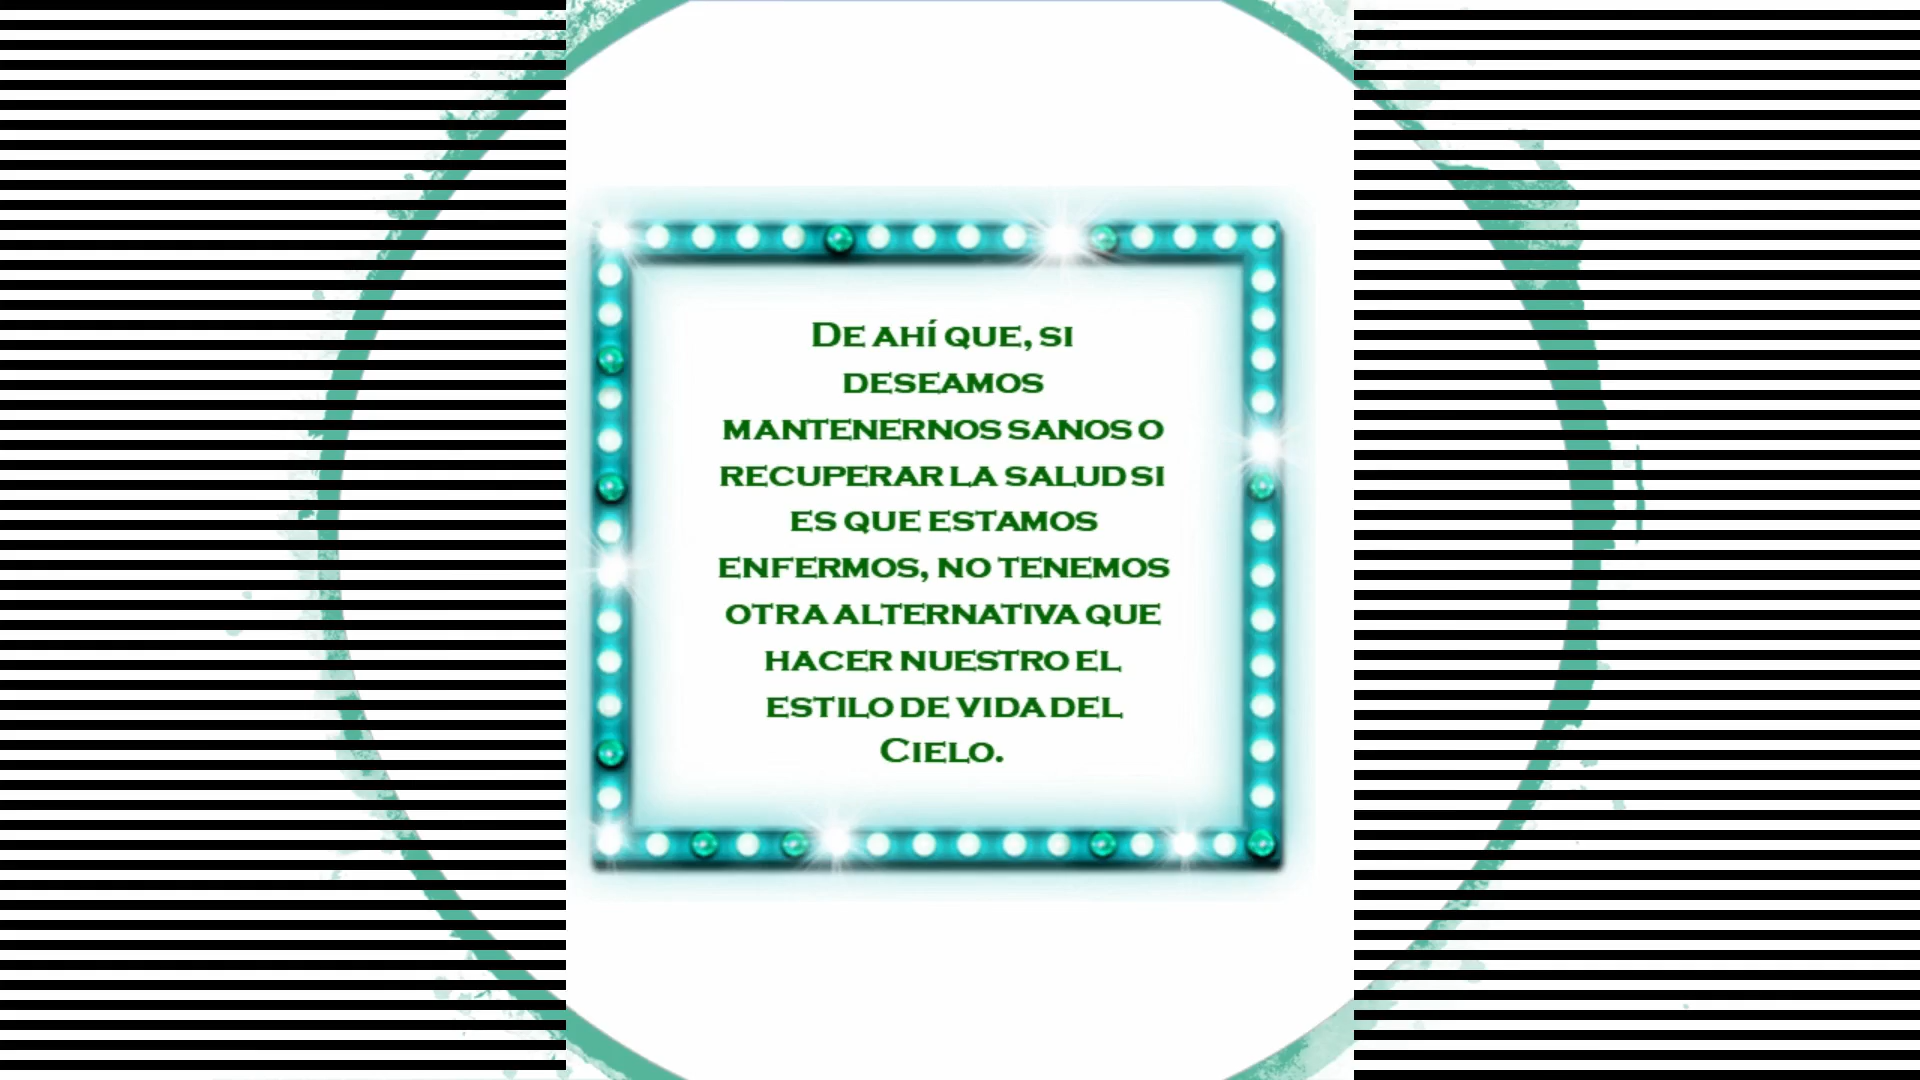 De ahí que, si
deseamos
mantenernos sanos o
recuperar la salud si
es que estamos
enfermos, no tenemos
otra alternativa que
hacer nuestro el
estilo de vida del
Cielo.